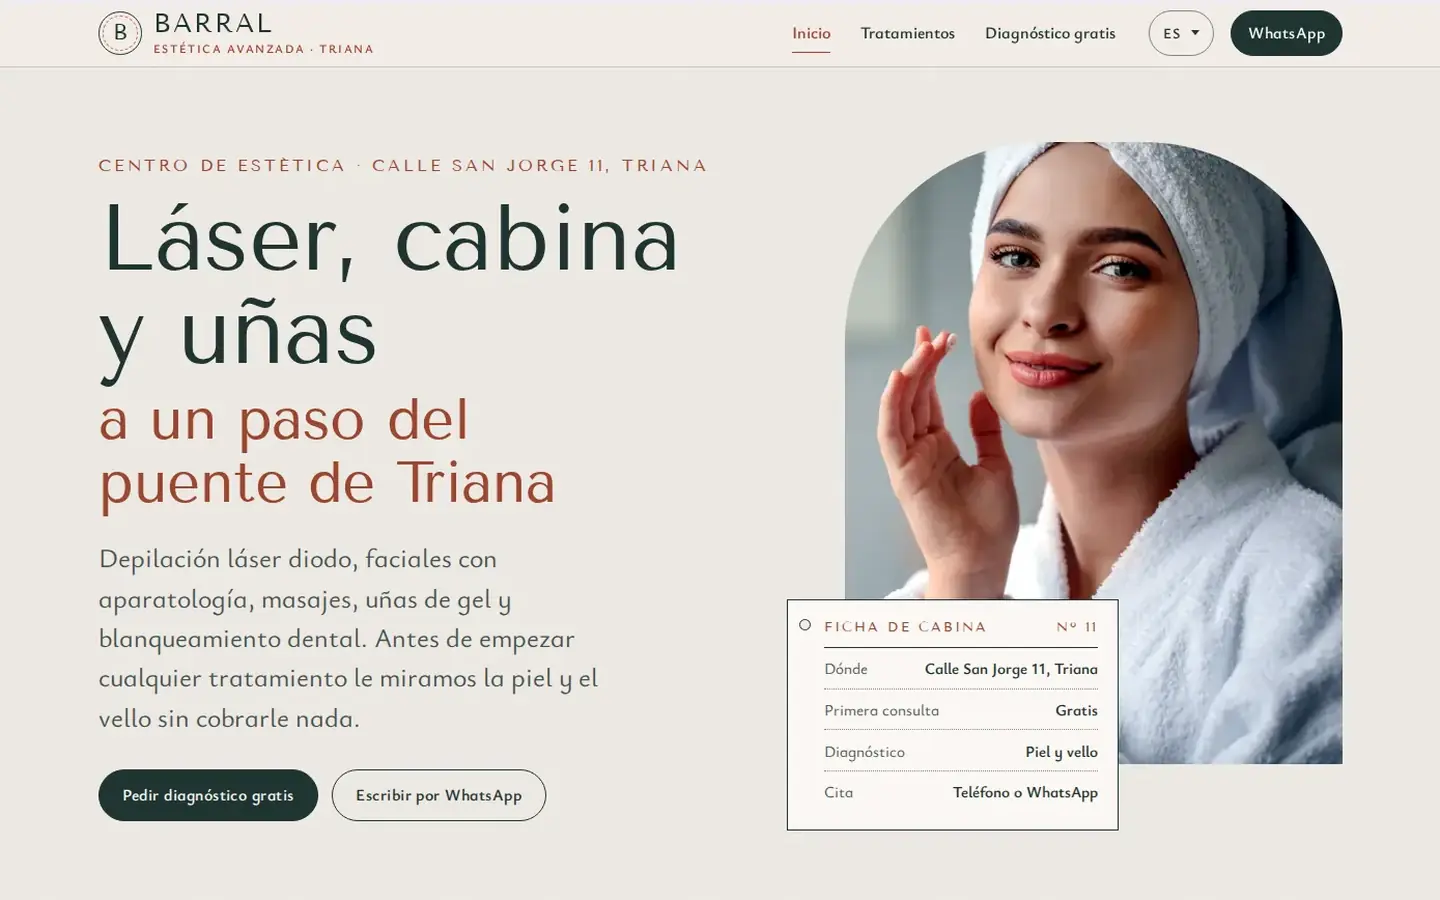 B
BARRAL
ESTÉTICA AVANZADA · TRIANA
Inicio
Tratamientos
Diagnóstico gratis
ES
WhatsApp
CENTRO DE ESTÉTICA · CALLE SAN JORGE 11, TRIANA
Láser, cabina
y uñas
a un paso del
puente de Triana
Depilación láser diodo, faciales con
aparatología, masajes, uñas de gel y
blanqueamiento dental. Antes de empezar
cualquier tratamiento le miramos la piel y el
vello sin cobrarle nada.
Pedir diagnóstico gratis
Escribir por WhatsApp
FICHA DE CABINA Nº 11
Dónde Calle San Jorge 11, Triana
Primera consulta Gratis
Diagnóstico Piel y vello
Cita Teléfono o WhatsApp